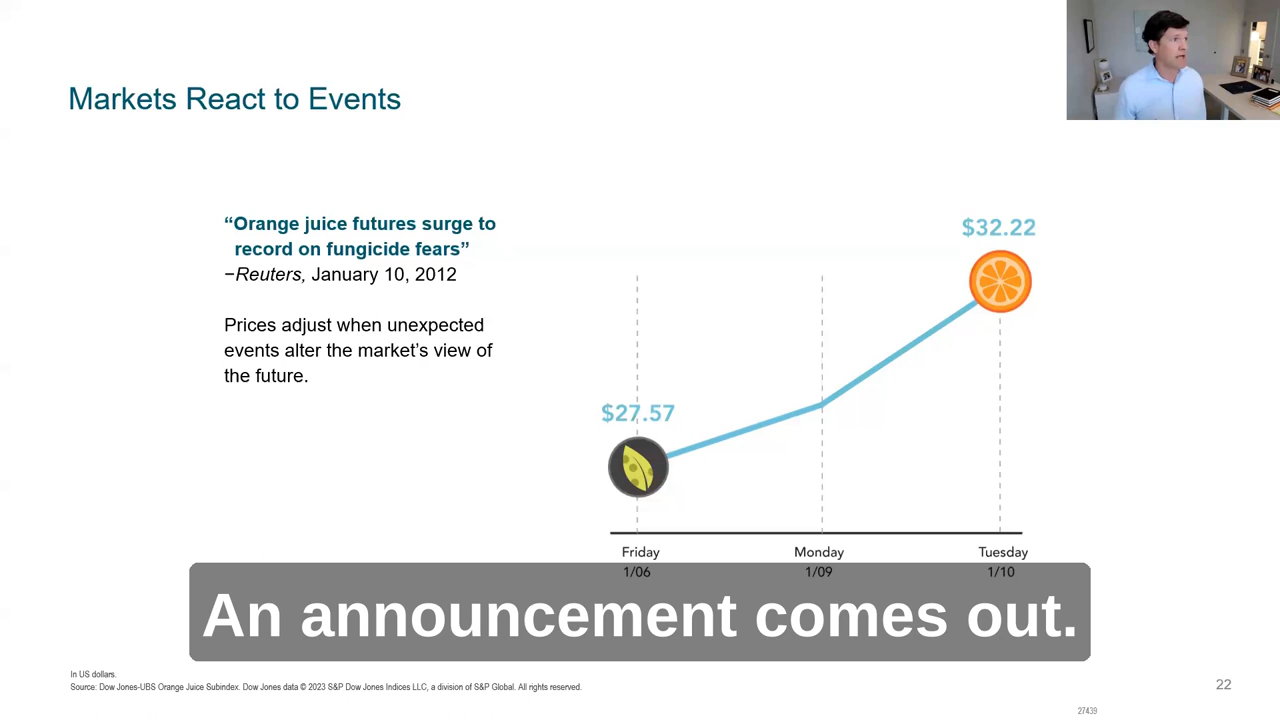 Markets React to Events
“Orange juice futures surge to
record on fungicide fears”
−Reuters, January 10, 2012
Prices adjust when unexpected
events alter the market’s view of
the future.
$32.22
$27.57
Friday
1/06
Monday
1/09
Tuesday
1/10
An announcement comes out.
In US dollars.
Source: Dow Jones-UBS Orange Juice Subindex. Dow Jones data © 2023 S&P Dow Jones Indices LLC, a division of S&P Global. All rights reserved.
22
27439